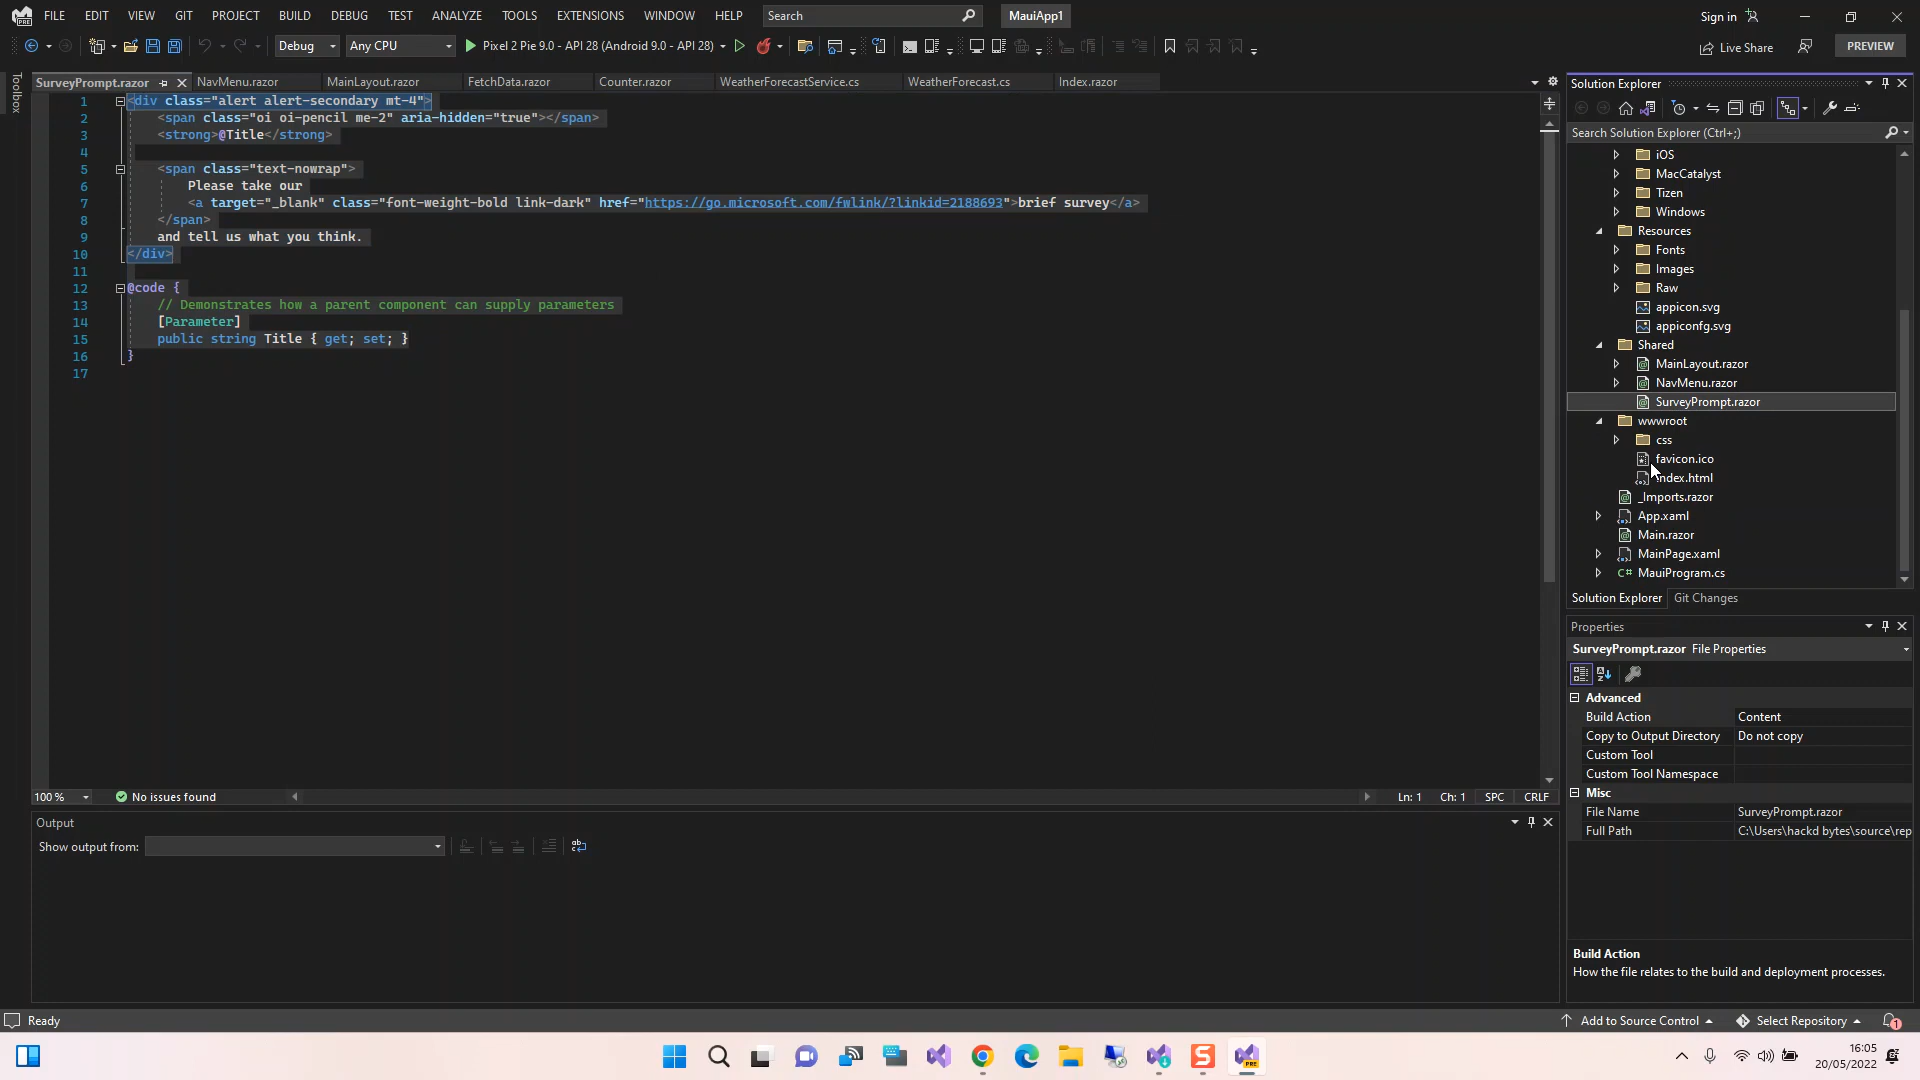 FILE EDIT VIEW GIT PROJECT BUILD DEBUG TEST ANALYZE TOOLS EXTENSIONS WINDOW HELP Search MauiApp1 Sign in
Debug Any CPU Pixel 2 Pie 9.0 - API 28 (Android 9.0 - API 28) Live Share PREVIEW
Toolbox
SurveyPrompt.razor NavMenu.razor MainLayout.razor FetchData.razor Counter.razor WeatherForecastService.cs WeatherForecast.cs Index.razor
1 <div class="alert alert-secondary mt-4">
2 <span class="oi oi-pencil me-2" aria-hidden="true"></span>
3 <strong>@Title</strong>
4
5 <span class="text-nowrap">
6 Please take our
7 <a target="_blank" class="font-weight-bold link-dark" href="https://go.microsoft.com/fwlink/?linkid=2188693">brief survey</a>
8 </span>
9 and tell us what you think.
10 </div>
11
12 @code {
13 // Demonstrates how a parent component can supply parameters
14 [Parameter]
15 public string Title { get; set; }
16 }
17
100 % No issues found Ln: 1 Ch: 1 SPC CRLF
Output
Show output from:
Solution Explorer
Search Solution Explorer (Ctrl+;)
iOS
MacCatalyst
Tizen
Windows
Resources
Fonts
Images
Raw
appicon.svg
appiconfg.svg
Shared
MainLayout.razor
NavMenu.razor
SurveyPrompt.razor
wwwroot
css
favicon.ico
index.html
_Imports.razor
App.xaml
Main.razor
MainPage.xaml
C# MauiProgram.cs
Solution Explorer Git Changes
Properties
SurveyPrompt.razor File Properties
Advanced
Build Action Content
Copy to Output Directory Do not copy
Custom Tool
Custom Tool Namespace
Misc
File Name SurveyPrompt.razor
Full Path C:\Users\hackd bytes\source\rep
Build Action
How the file relates to the build and deployment processes.
Ready Add to Source Control Select Repository 1
16:05
20/05/2022